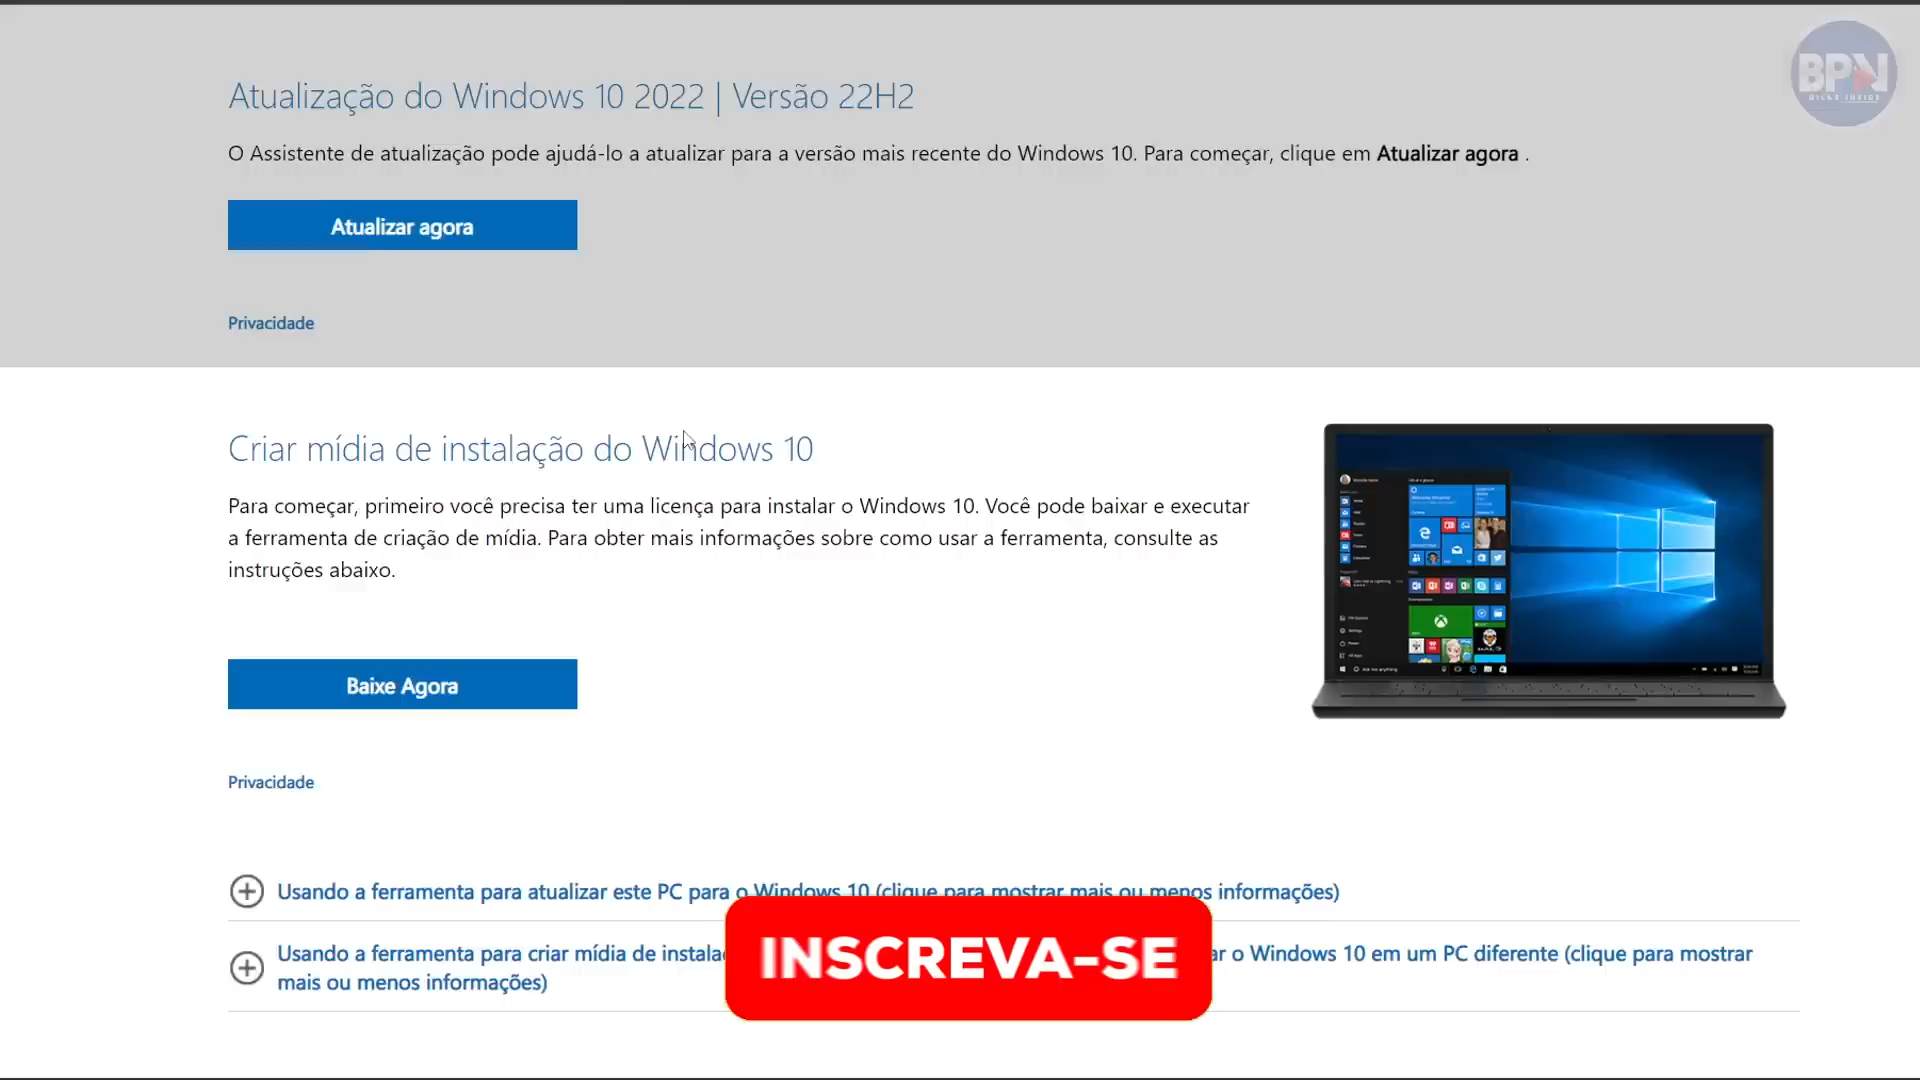 BPN
DICAS INFIOR
Atualização do Windows 10 2022 | Versão 22H2
O Assistente de atualização pode ajudá-lo a atualizar para a versão mais recente do Windows 10. Para começar, clique em Atualizar agora .
Atualizar agora
Privacidade
Criar mídia de instalação do Windows 10
Para começar, primeiro você precisa ter uma licença para instalar o Windows 10. Você pode baixar e executar
a ferramenta de criação de mídia. Para obter mais informações sobre como usar a ferramenta, consulte as
instruções abaixo.
Baixe Agora
Privacidade
Usando a ferramenta para atualizar este PC para o Windows 10 (clique para mostrar mais ou menos informações)
Usando a ferramenta para criar mídia de instala
r o Windows 10 em um PC diferente (clique para mostrar
mais ou menos informações)
INSCREVA-SE